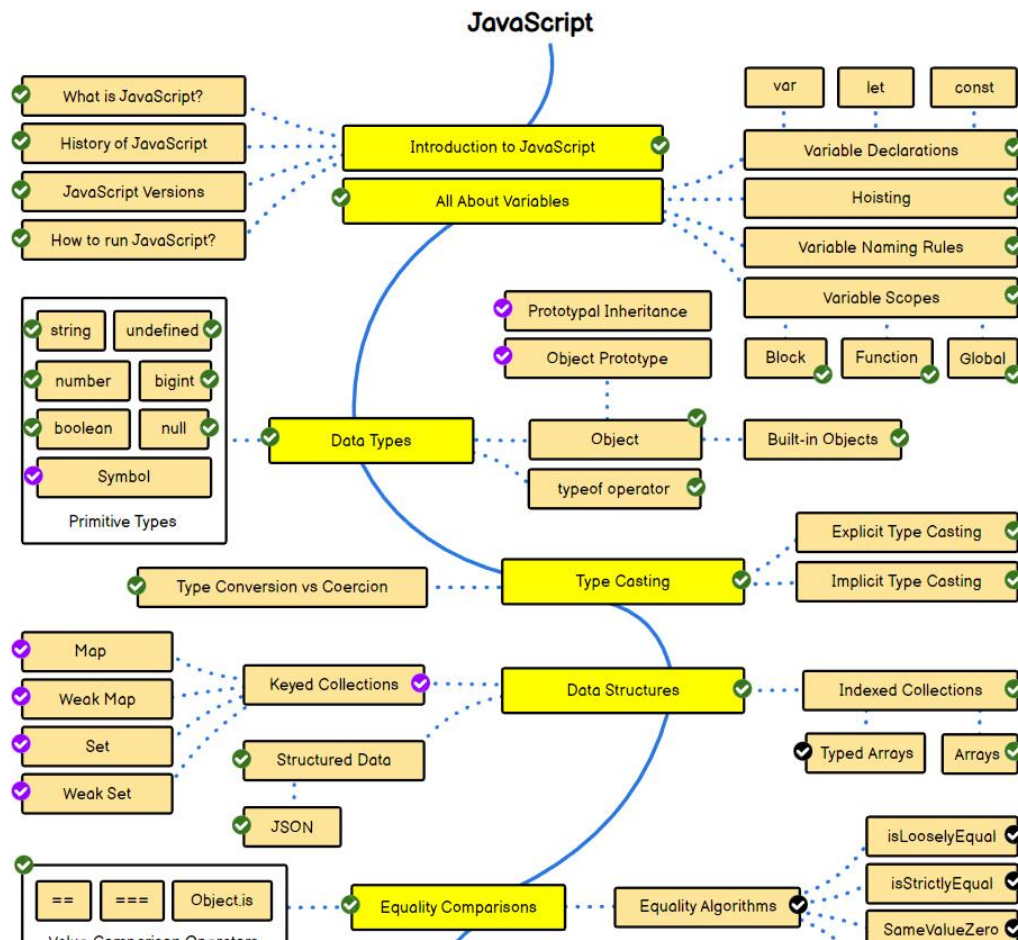 JavaScript
What is JavaScript?
History of JavaScript
JavaScript Versions
How to run JavaScript?
Introduction to JavaScript
All About Variables
var
let
const
Variable Declarations
Hoisting
Variable Naming Rules
Variable Scopes
Block
Function
Global
Prototypal Inheritance
Object Prototype
string
undefined
number
bigint
boolean
null
Symbol
Primitive Types
Data Types
Object
Built-in Objects
typeof operator
Explicit Type Casting
Type Casting
Implicit Type Casting
Type Conversion vs Coercion
Map
Weak Map
Set
Weak Set
Keyed Collections
Data Structures
Indexed Collections
Typed Arrays
Arrays
Structured Data
JSON
==
===
Object.is
Value Comparison Operators
Equality Comparisons
Equality Algorithms
isLooselyEqual
isStrictlyEqual
SameValueZero